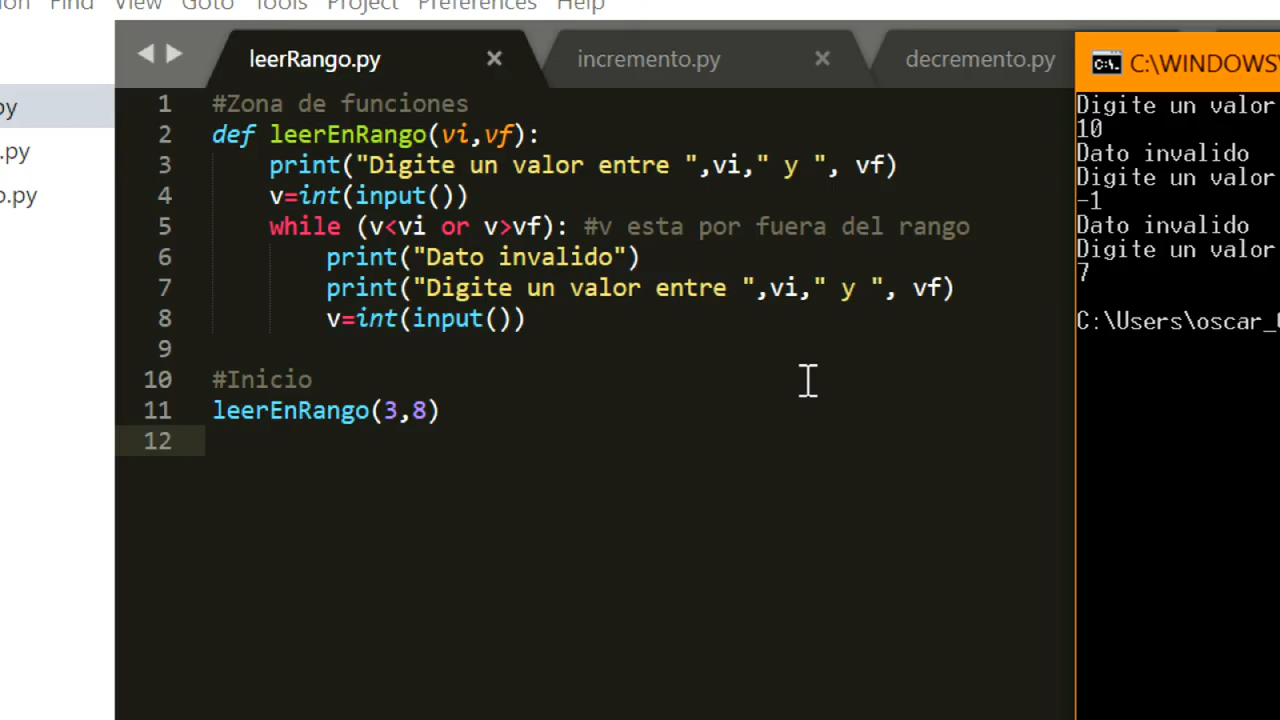 Find View Goto Tools Project Preferences Help
leerRango.py × incremento.py × decremento.py
C:\WINDOWS\
py
.py
.py
1 #Zona de funciones
2 def leerEnRango(vi,vf):
3 print("Digite un valor entre ",vi," y ", vf)
4 v=int(input())
5 while (v<vi or v>vf): #v esta por fuera del rango
6 print("Dato invalido")
7 print("Digite un valor entre ",vi," y ", vf)
8 v=int(input())
9
10 #Inicio
11 leerEnRango(3,8)
12
Digite un valor
10
Dato invalido
Digite un valor
-1
Dato invalido
Digite un valor
7
C:\Users\oscar_